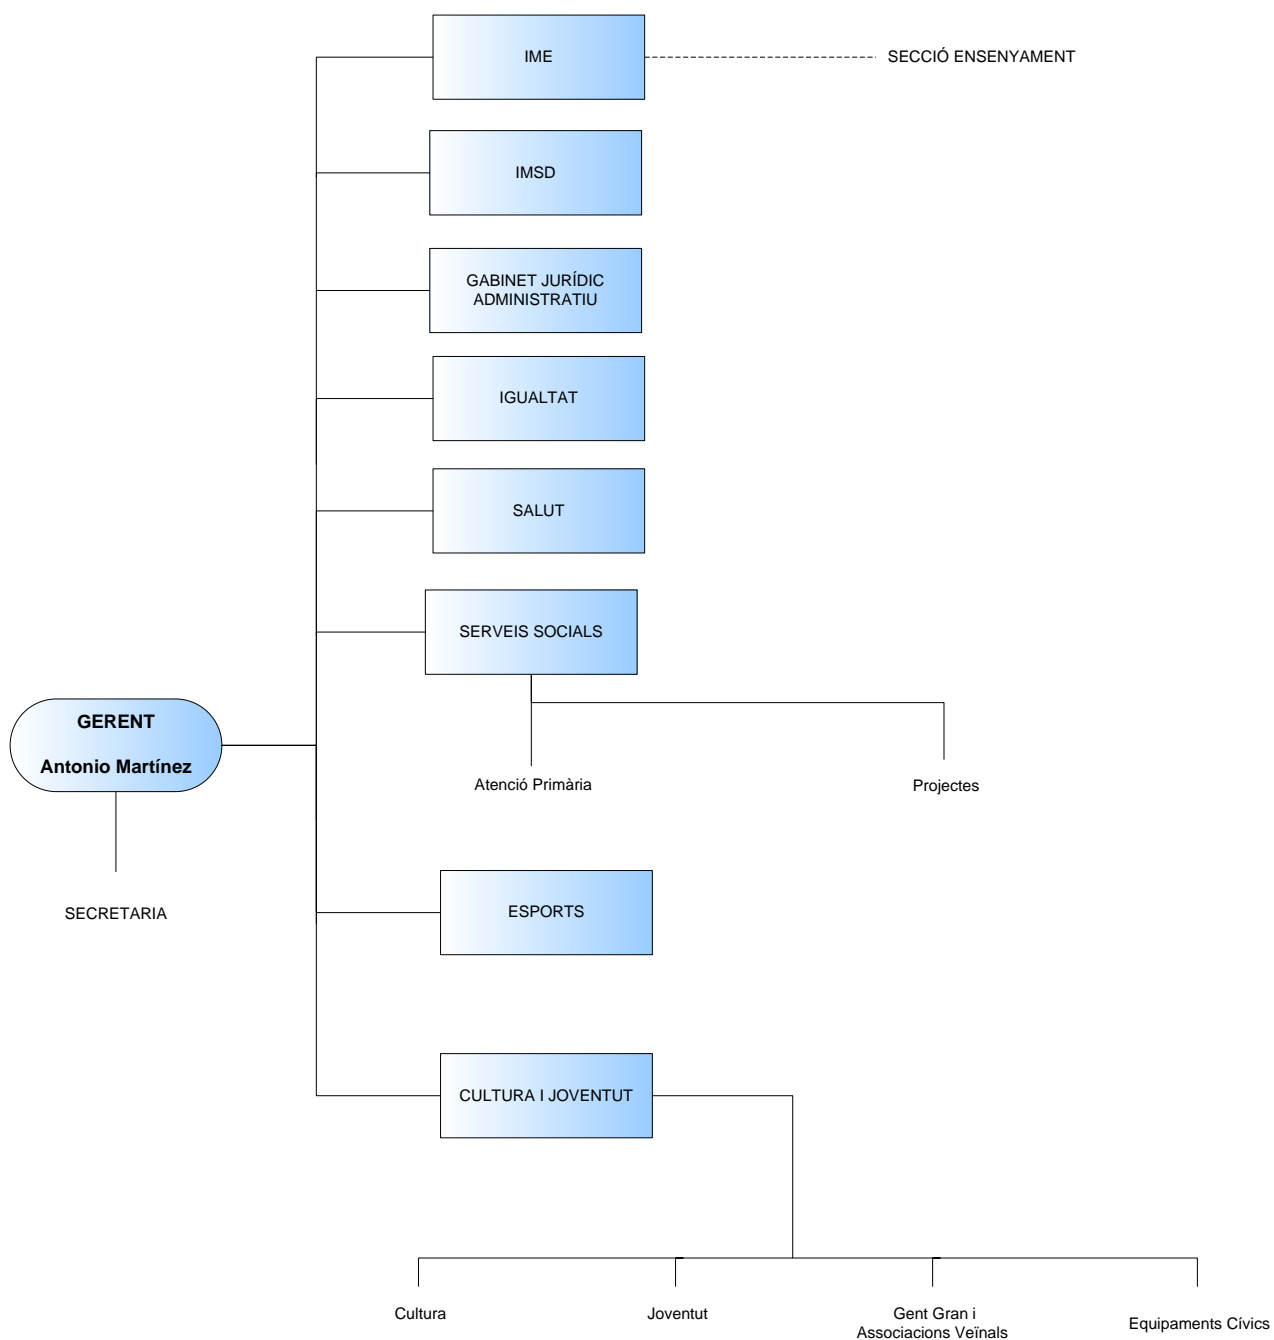 IME
SECCIÓ ENSENYAMENT
IMSD
GABINET JURÍDIC
ADMINISTRATIU
IGUALTAT
SALUT
SERVEIS SOCIALS
GERENT
Antonio Martínez
Atenció Primària
Projectes
SECRETARIA
ESPORTS
CULTURA I JOVENTUT
Cultura
Joventut
Gent Gran i
Associacions Veïnals
Equipaments Cívics